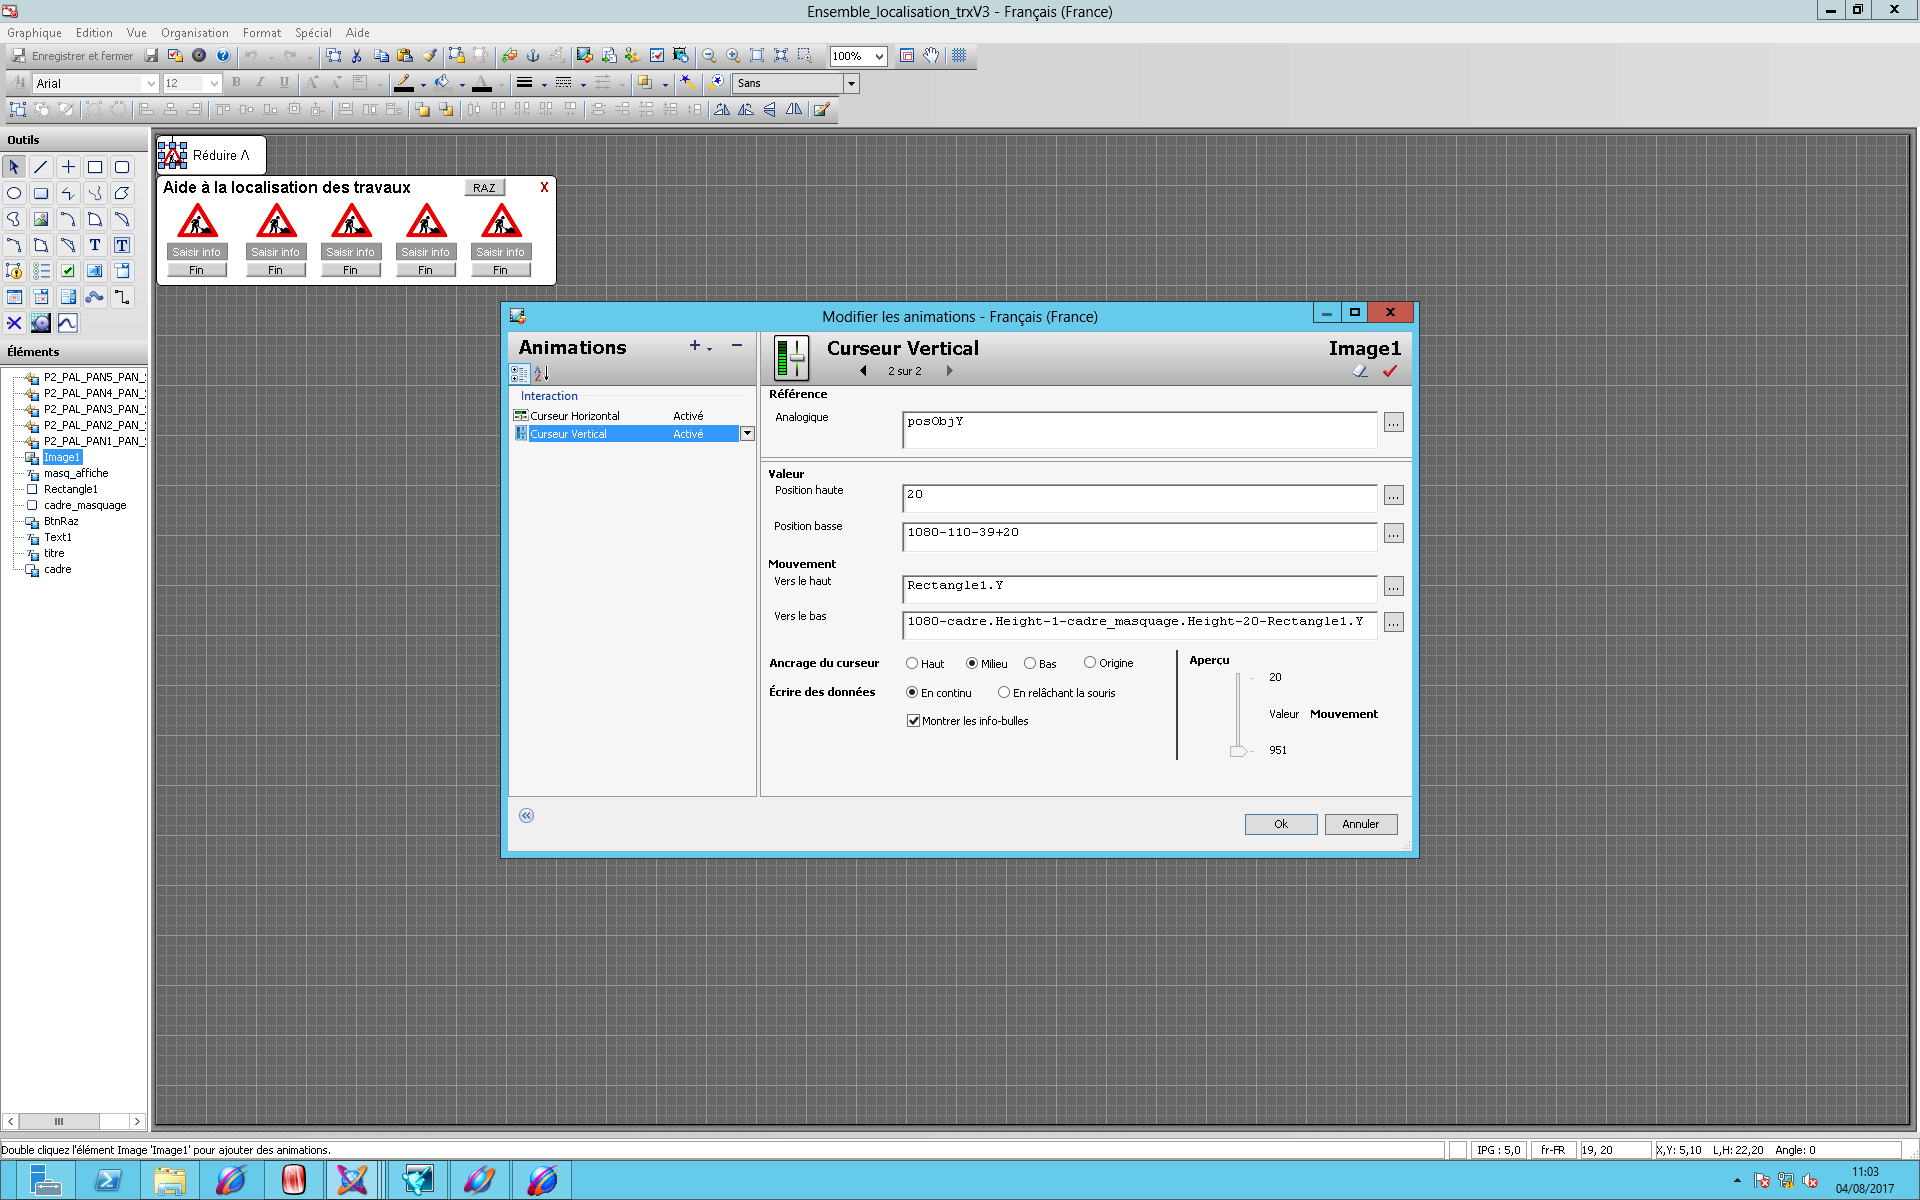 Ensemble_localisation_trxV3 - Français (France)
Graphique Edition Vue Organisation Format Spécial Aide
Enregistrer et fermer
100%
Arial
12
B I U
Sans
Outils
Éléments
P2_PAL_PAN5_PAN_
P2_PAL_PAN4_PAN_
P2_PAL_PAN3_PAN_
P2_PAL_PAN2_PAN_
P2_PAL_PAN1_PAN_
Image1
masq_affiche
Rectangle1
cadre_masquage
BtnRaz
Text1
titre
cadre
Réduire Λ
Aide à la localisation des travaux RAZ X
Saisir info Saisir info Saisir info Saisir info Saisir info
Fin Fin Fin Fin Fin
Modifier les animations - Français (France)
Animations
Interaction
Curseur Horizontal Activé
Curseur Vertical Activé
Curseur Vertical Image1
2 sur 2
Référence
Analogique posObjY ...
Valeur
Position haute 20 ...
Position basse 1080-110-39+20 ...
Mouvement
Vers le haut Rectangle1.Y ...
Vers le bas 1080-cadre.Height-1-cadre_masquage.Height-20-Rectangle1.Y ...
Ancrage du curseur Haut Milieu Bas Origine
Écrire des données En continu En relâchant la souris
Montrer les info-bulles
Aperçu
20
Valeur Mouvement
951
Ok Annuler
Double cliquez l'élément Image 'Image1' pour ajouter des animations.
IPG : 5,0 fr-FR 19, 20 X,Y: 5,10 L,H: 22,20 Angle: 0
11:03
04/08/2017